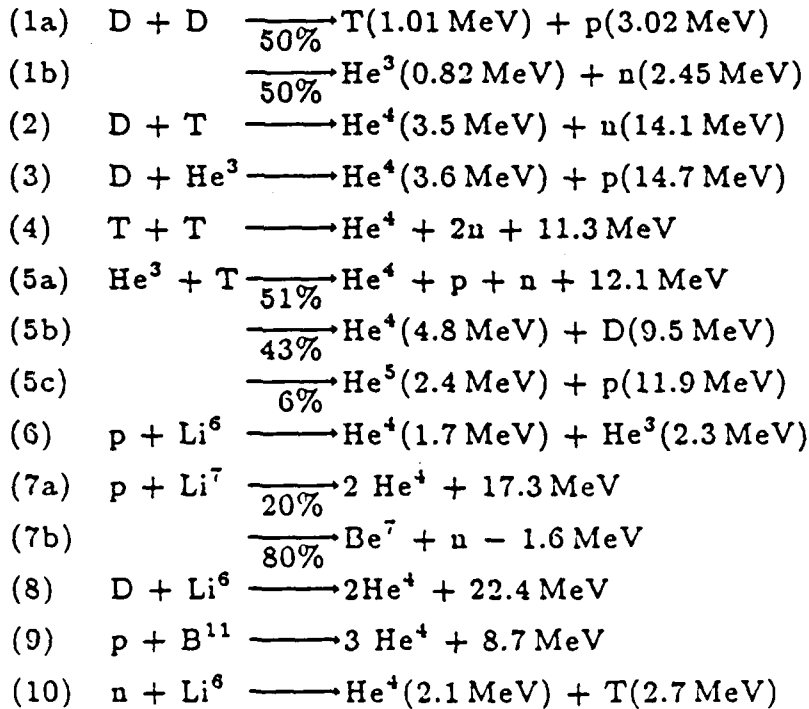 (1a) D + D ⟶ 50% T(1.01 MeV) + p(3.02 MeV)
(1b) ⟶ 50% He³(0.82 MeV) + n(2.45 MeV)
(2) D + T ⟶ He⁴(3.5 MeV) + n(14.1 MeV)
(3) D + He³ ⟶ He⁴(3.6 MeV) + p(14.7 MeV)
(4) T + T ⟶ He⁴ + 2n + 11.3 MeV
(5a) He³ + T ⟶ 51% He⁴ + p + n + 12.1 MeV
(5b) ⟶ 43% He⁴(4.8 MeV) + D(9.5 MeV)
(5c) ⟶ 6% He⁵(2.4 MeV) + p(11.9 MeV)
(6) p + Li⁶ ⟶ He⁴(1.7 MeV) + He³(2.3 MeV)
(7a) p + Li⁷ ⟶ 20% 2 He⁴ + 17.3 MeV
(7b) ⟶ 80% Be⁷ + n − 1.6 MeV
(8) D + Li⁶ ⟶ 2He⁴ + 22.4 MeV
(9) p + B¹¹ ⟶ 3 He⁴ + 8.7 MeV
(10) n + Li⁶ ⟶ He⁴(2.1 MeV) + T(2.7 MeV)